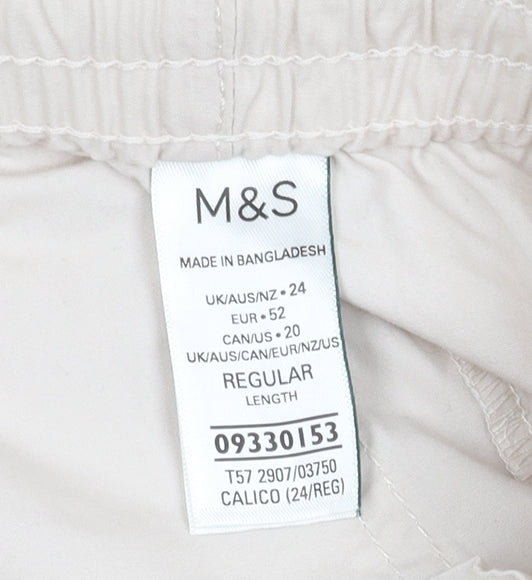 M&S
MADE IN BANGLADESH
UK/AUS/NZ • 24
EUR • 52
CAN/US • 20
UK/AUS/CAN/EUR/NZ/US
REGULAR
LENGTH
09330153
T57 2907/03750
CALICO (24/REG)